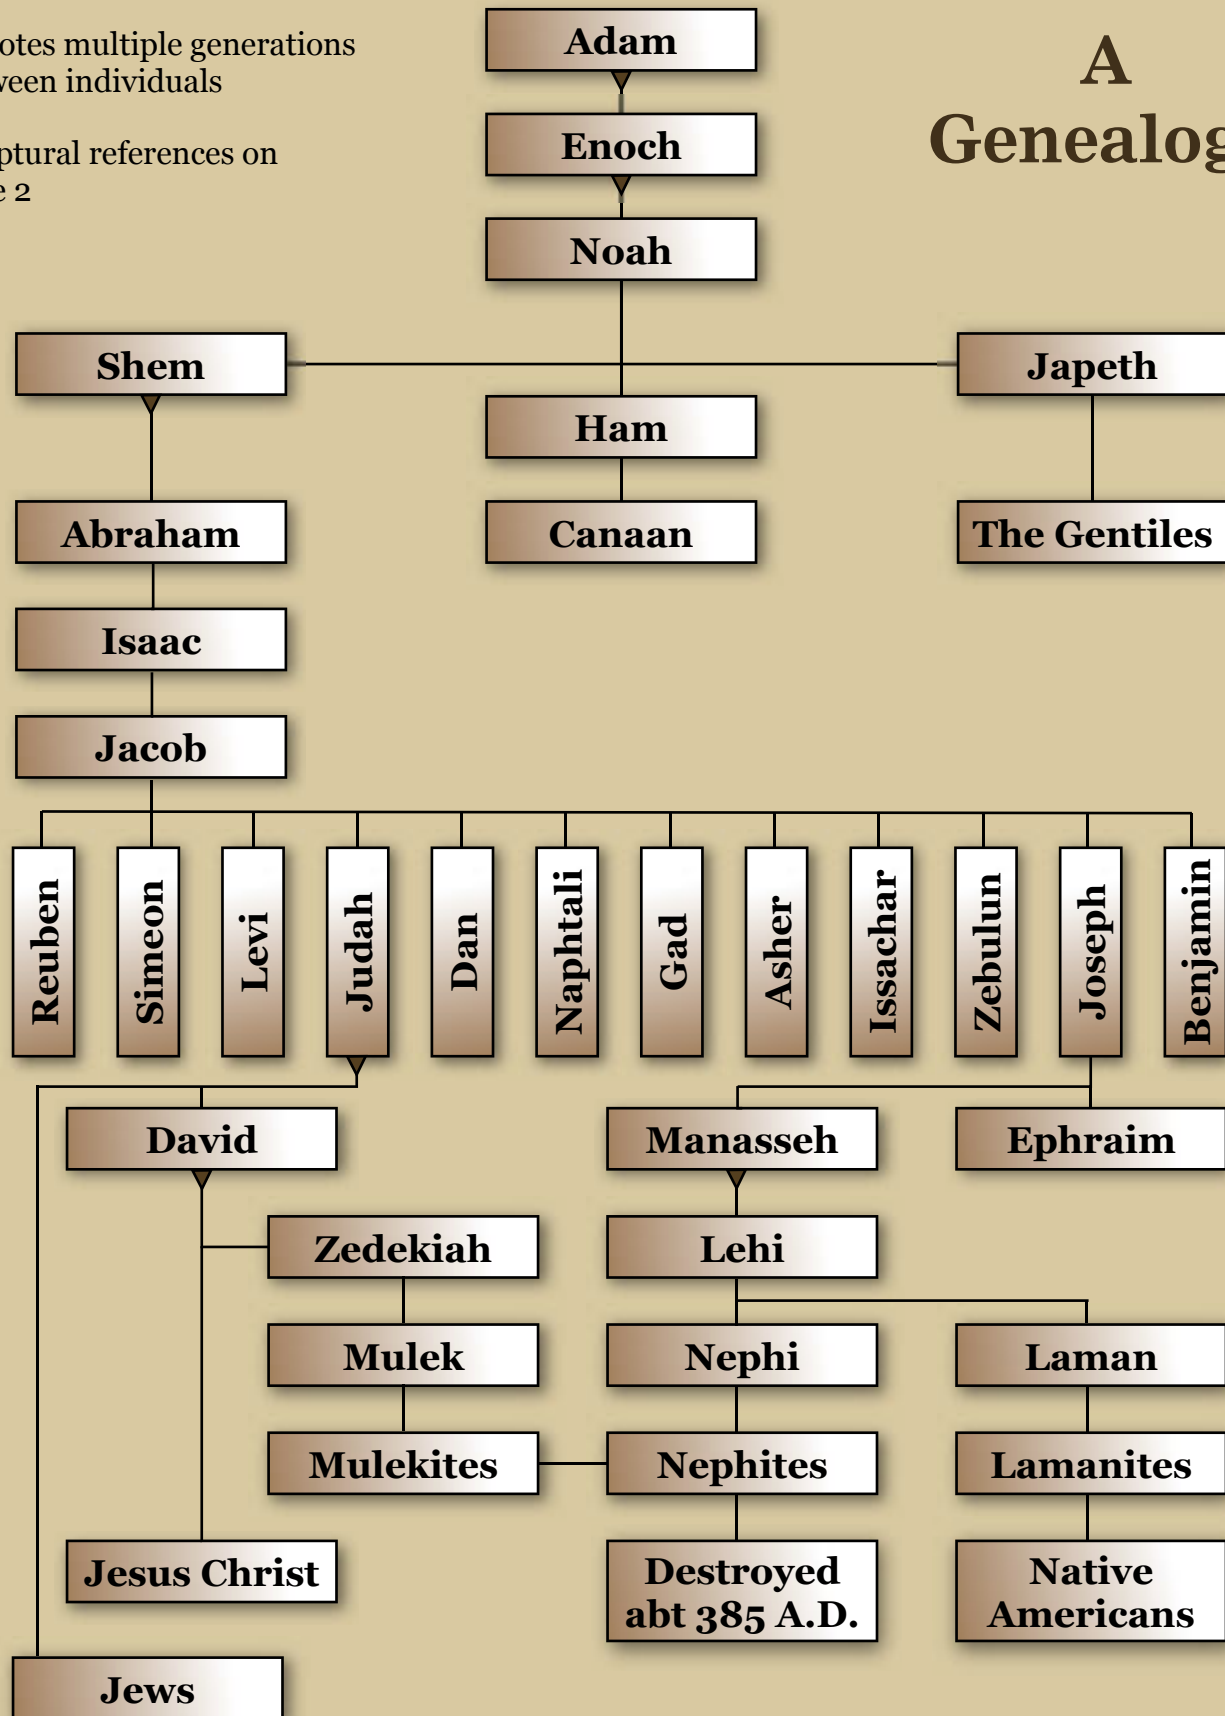 otes multiple generations
ween individuals
ptural references on
e 2
A
Genealog
Adam
Enoch
Noah
Shem
Japeth
Ham
Abraham
Canaan
The Gentiles
Isaac
Jacob
Reuben
Simeon
Levi
Judah
Dan
Naphtali
Gad
Asher
Issachar
Zebulun
Joseph
Benjamin
David
Manasseh
Ephraim
Zedekiah
Lehi
Mulek
Nephi
Laman
Mulekites
Nephites
Lamanites
Jesus Christ
Destroyed
abt 385 A.D.
Native
Americans
Jews